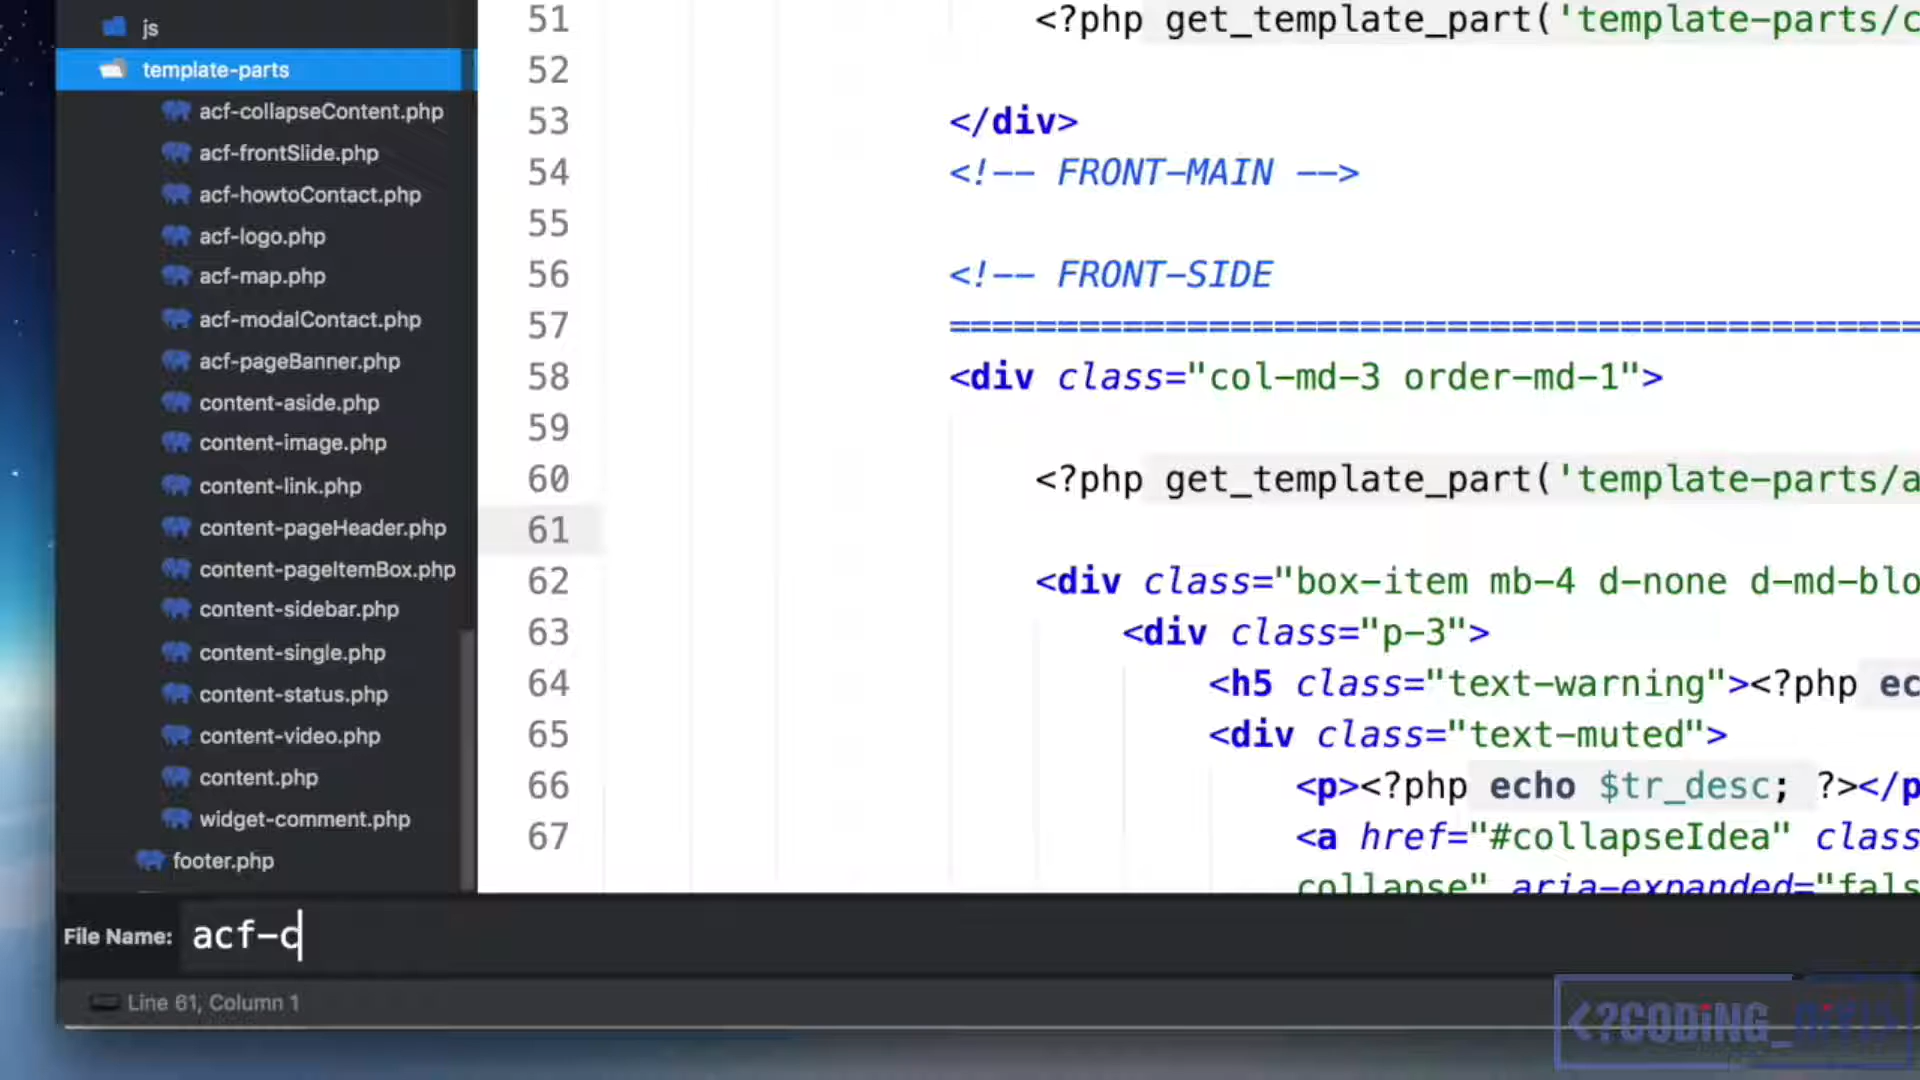 js
template-parts
acf-collapseContent.php
acf-frontSlide.php
acf-howtoContact.php
acf-logo.php
acf-map.php
acf-modalContact.php
acf-pageBanner.php
content-aside.php
content-image.php
content-link.php
content-pageHeader.php
content-pageItemBox.php
content-sidebar.php
content-single.php
content-status.php
content-video.php
content.php
widget-comment.php
footer.php
51 <?php get_template_part('template-parts/c
52
53 </div>
54 <!-- FRONT-MAIN -->
55
56 <!-- FRONT-SIDE
57 =============================================
58 <div class="col-md-3 order-md-1">
59
60 <?php get_template_part('template-parts/a
61
62 <div class="box-item mb-4 d-none d-md-blo
63 <div class="p-3">
64 <h5 class="text-warning"><?php ec
65 <div class="text-muted">
66 <p><?php echo $tr_desc; ?></p
67 <a href="#collapseIdea" class
collapse" aria-expanded="fals
File Name: acf-c
Line 61, Column 1
<?CODiNG_DiY!>